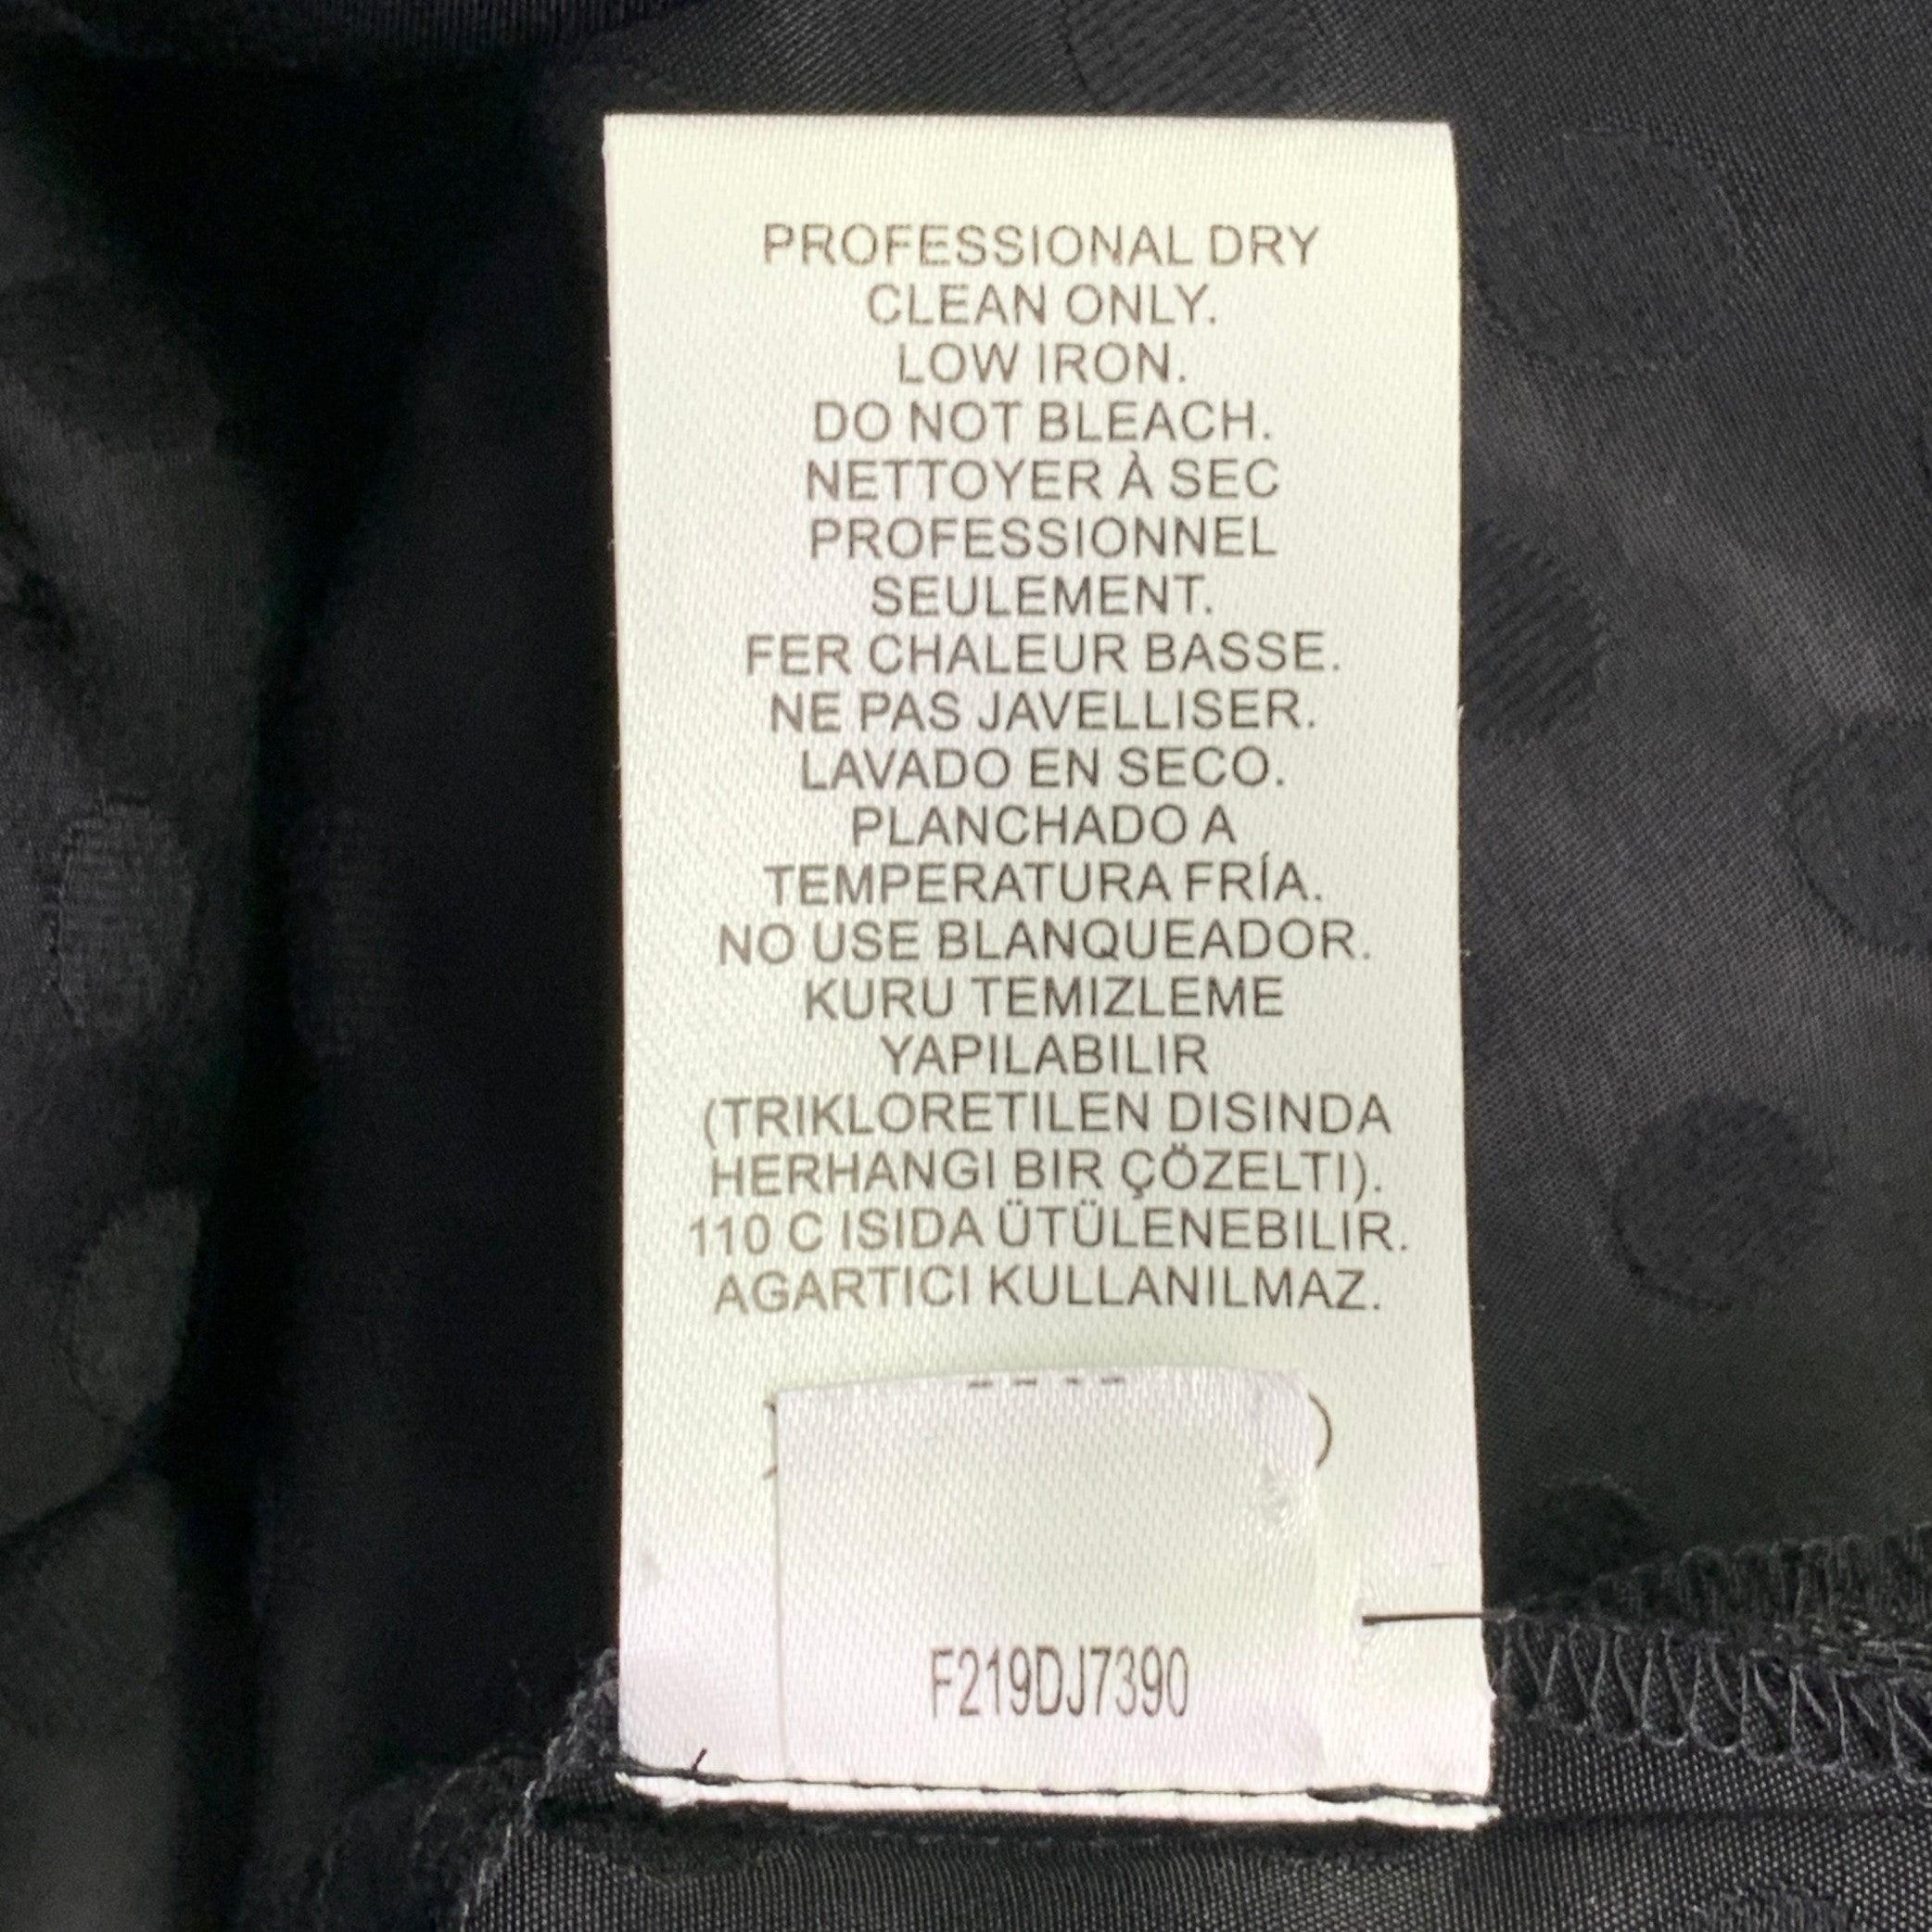 PROFESSIONAL DRY
CLEAN ONLY.
LOW IRON.
DO NOT BLEACH.
NETTOYER À SEC
PROFESSIONNEL
SEULEMENT.
FER CHALEUR BASSE.
NE PAS JAVELLISER.
LAVADO EN SECO.
PLANCHADO A
TEMPERATURA FRÍA.
NO USE BLANQUEADOR.
KURU TEMIZLEME
YAPILABILIR
(TRIKLORETILEN DISINDA
HERHANGI BIR ÇÖZELTI).
110 C ISIDA ÜTÜLENEBILIR.
AGARTICI KULLANILMAZ.
F219DJ7390